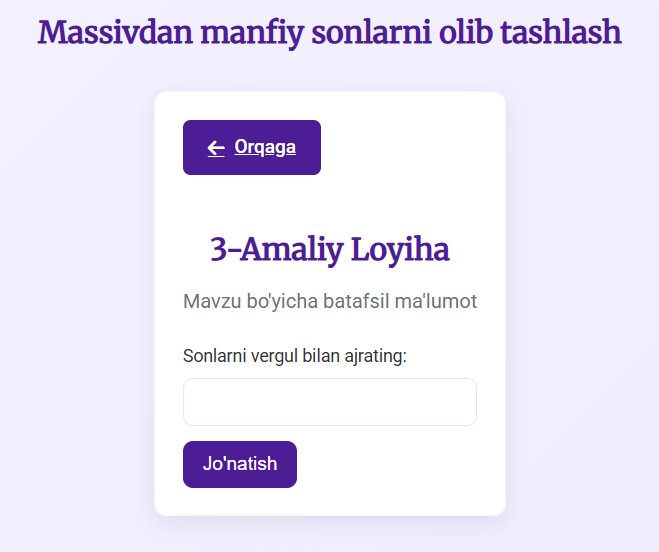 Massivdan manfiy sonlarni olib tashlash
← Orqaga
3-Amaliy Loyiha
Mavzu bo'yicha batafsil ma'lumot
Sonlarni vergul bilan ajrating:
Jo'natish